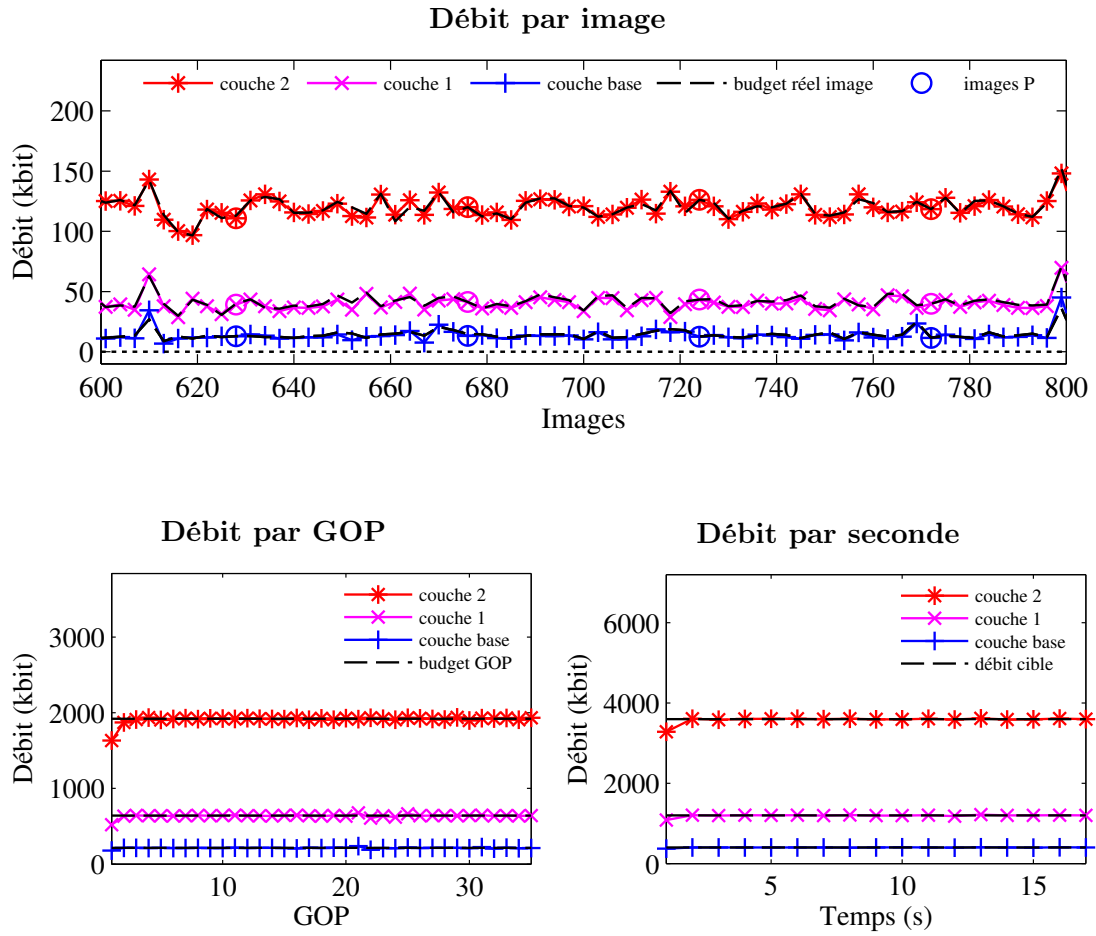 Débit par image
couche 2 couche 1 couche base budget réel image images P
200
150
100
50
0
Débit (kbit)
600 620 640 660 680 700 720 740 760 780 800
Images
Débit par GOP
couche 2
couche 1
couche base
budget GOP
3000
2000
1000
0
Débit (kbit)
10 20 30
GOP
Débit par seconde
couche 2
couche 1
couche base
débit cible
6000
4000
2000
0
Débit (kbit)
5 10 15
Temps (s)